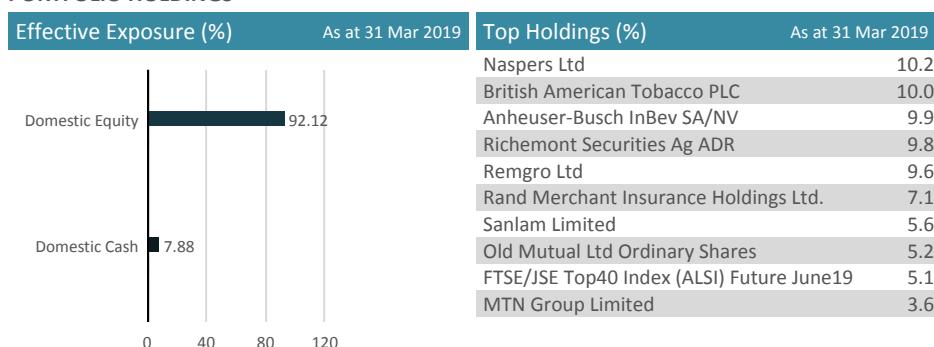 Effective Exposure (%) As at 31 Mar 2019
Domestic Equity 92.12
Domestic Cash 7.88
0 40 80 120
Top Holdings (%) As at 31 Mar 2019
Naspers Ltd 10.2
British American Tobacco PLC 10.0
Anheuser-Busch InBev SA/NV 9.9
Richemont Securities Ag ADR 9.8
Remgro Ltd 9.6
Rand Merchant Insurance Holdings Ltd. 7.1
Sanlam Limited 5.6
Old Mutual Ltd Ordinary Shares 5.2
FTSE/JSE Top40 Index (ALSI) Future June19 5.1
MTN Group Limited 3.6